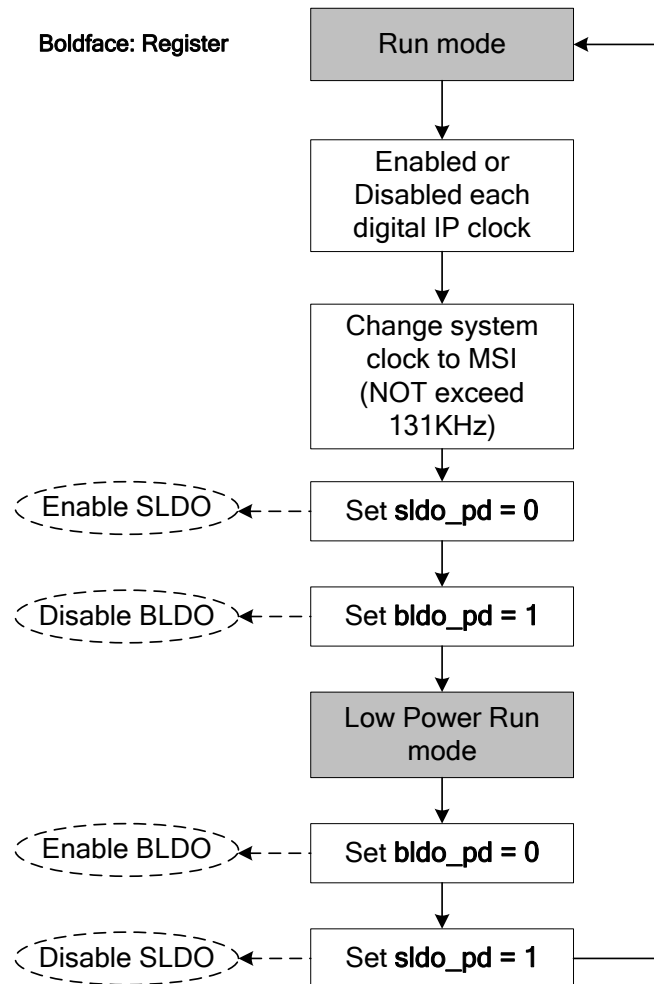 Boldface: Register
Run mode
Enabled or
Disabled each
digital IP clock
Change system
clock to MSI
(NOT exceed
131KHz)
Enable SLDO
Set sldo_pd = 0
Disable BLDO
Set bldo_pd = 1
Low Power Run
mode
Enable BLDO
Set bldo_pd = 0
Disable SLDO
Set sldo_pd = 1